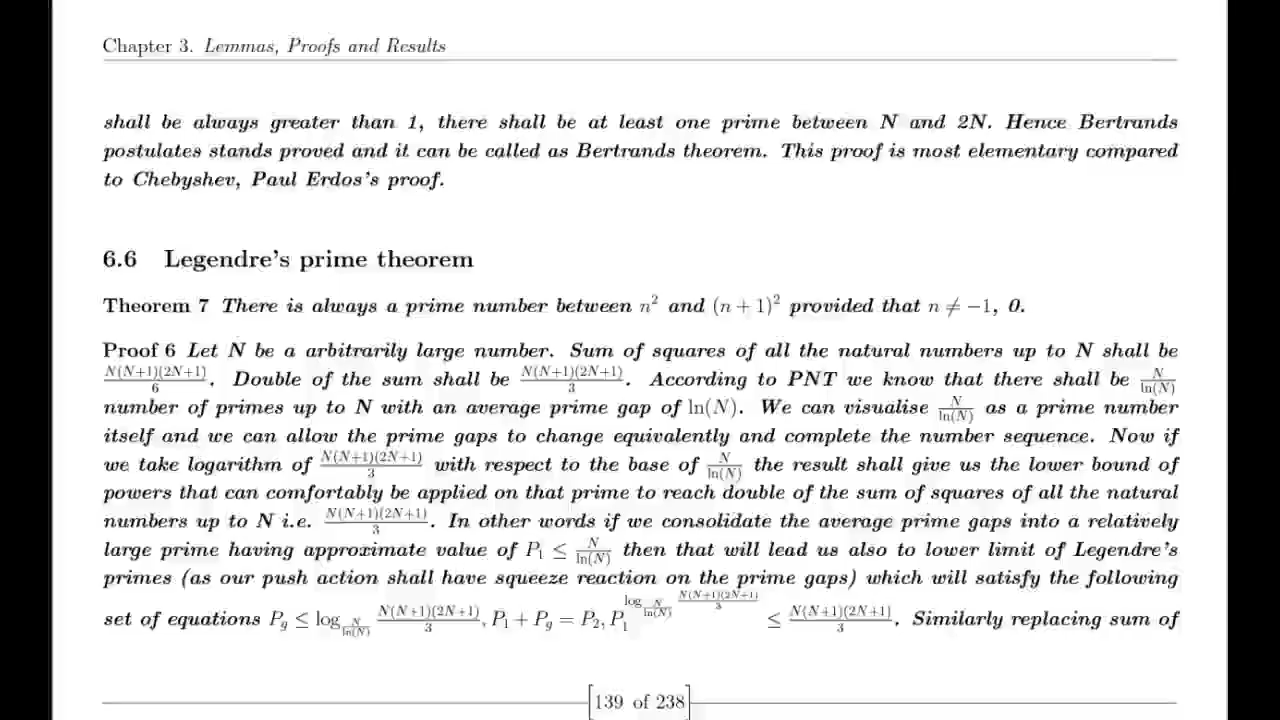 Chapter 3. Lemmas, Proofs and Results
shall be always greater than 1, there shall be at least one prime between N and 2N. Hence Bertrands
postulates stands proved and it can be called as Bertrands theorem. This proof is most elementary compared
to Chebyshev, Paul Erdos's proof.
6.6 Legendre's prime theorem
Theorem 7 There is always a prime number between n² and (n + 1)² provided that n ≠ −1, 0.
Proof 6 Let N be a arbitrarily large number. Sum of squares of all the natural numbers up to N shall be
N(N+1)(2N+1)/6. Double of the sum shall be N(N+1)(2N+1)/3. According to PNT we know that there shall be N/ln(N)
number of primes up to N with an average prime gap of ln(N). We can visualise N/ln(N) as a prime number
itself and we can allow the prime gaps to change equivalently and complete the number sequence. Now if
we take logarithm of N(N+1)(2N+1)/3 with respect to the base of N/ln(N) the result shall give us the lower bound of
powers that can comfortably be applied on that prime to reach double of the sum of squares of all the natural
numbers up to N i.e. N(N+1)(2N+1)/3. In other words if we consolidate the average prime gaps into a relatively
large prime having approximate value of P₁ ≤ N/ln(N) then that will lead us also to lower limit of Legendre's
primes (as our push action shall have squeeze reaction on the prime gaps) which will satisfy the following
set of equations P_g ≤ log_{N/ln(N)} N(N+1)(2N+1)/3, P₁ + P_g = P₂, P₁^{log_{N/ln(N)} N(N+1)(2N+1)/3} ≤ N(N+1)(2N+1)/3. Similarly replacing sum of
139 of 238